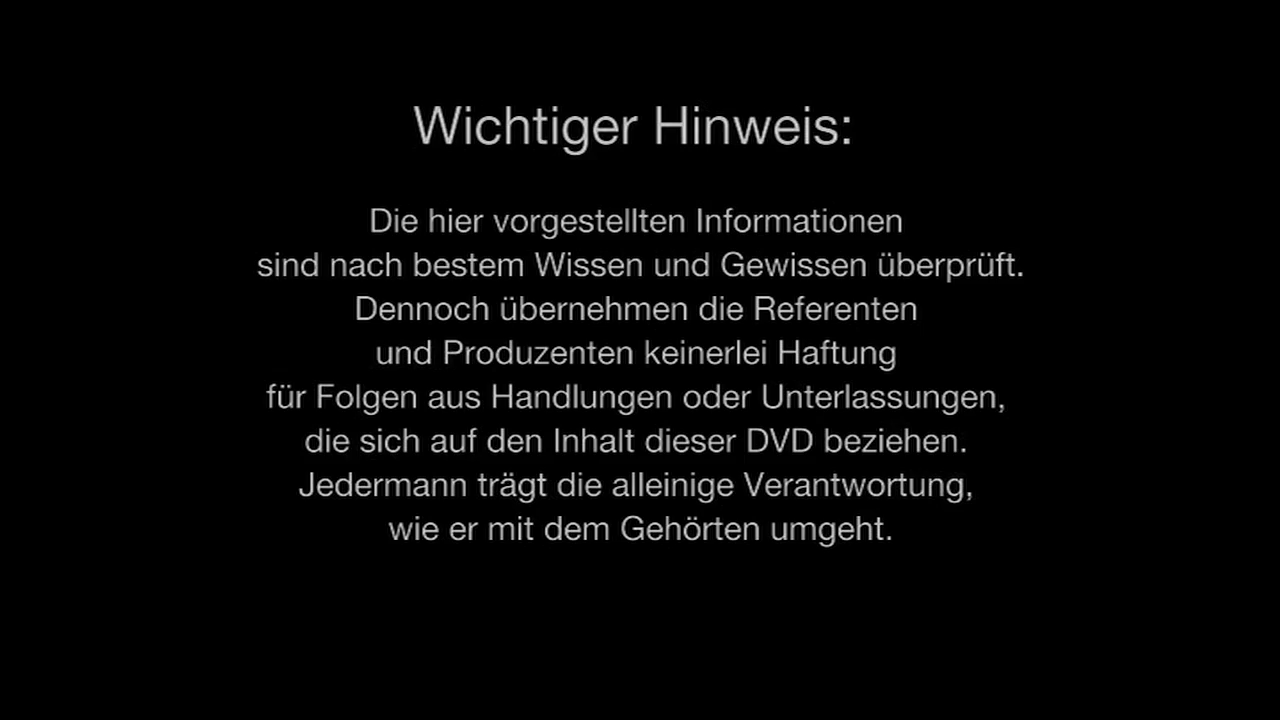 Wichtiger Hinweis:
Die hier vorgestellten Informationen
sind nach bestem Wissen und Gewissen überprüft.
Dennoch übernehmen die Referenten
und Produzenten keinerlei Haftung
für Folgen aus Handlungen oder Unterlassungen,
die sich auf den Inhalt dieser DVD beziehen.
Jedermann trägt die alleinige Verantwortung,
wie er mit dem Gehörten umgeht.